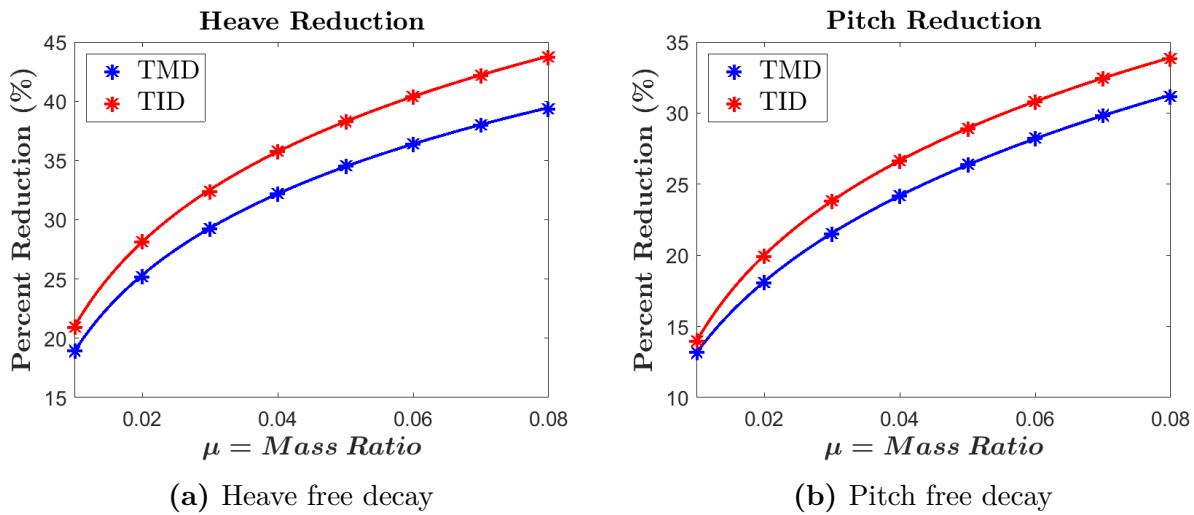 Heave Reduction
45
40
35
30
25
20
15
Percent Reduction (%)
TMD
TID
0.02
0.04
0.06
0.08
μ = Mass Ratio
(a) Heave free decay
Pitch Reduction
35
30
25
20
15
10
Percent Reduction (%)
TMD
TID
0.02
0.04
0.06
0.08
μ = Mass Ratio
(b) Pitch free decay